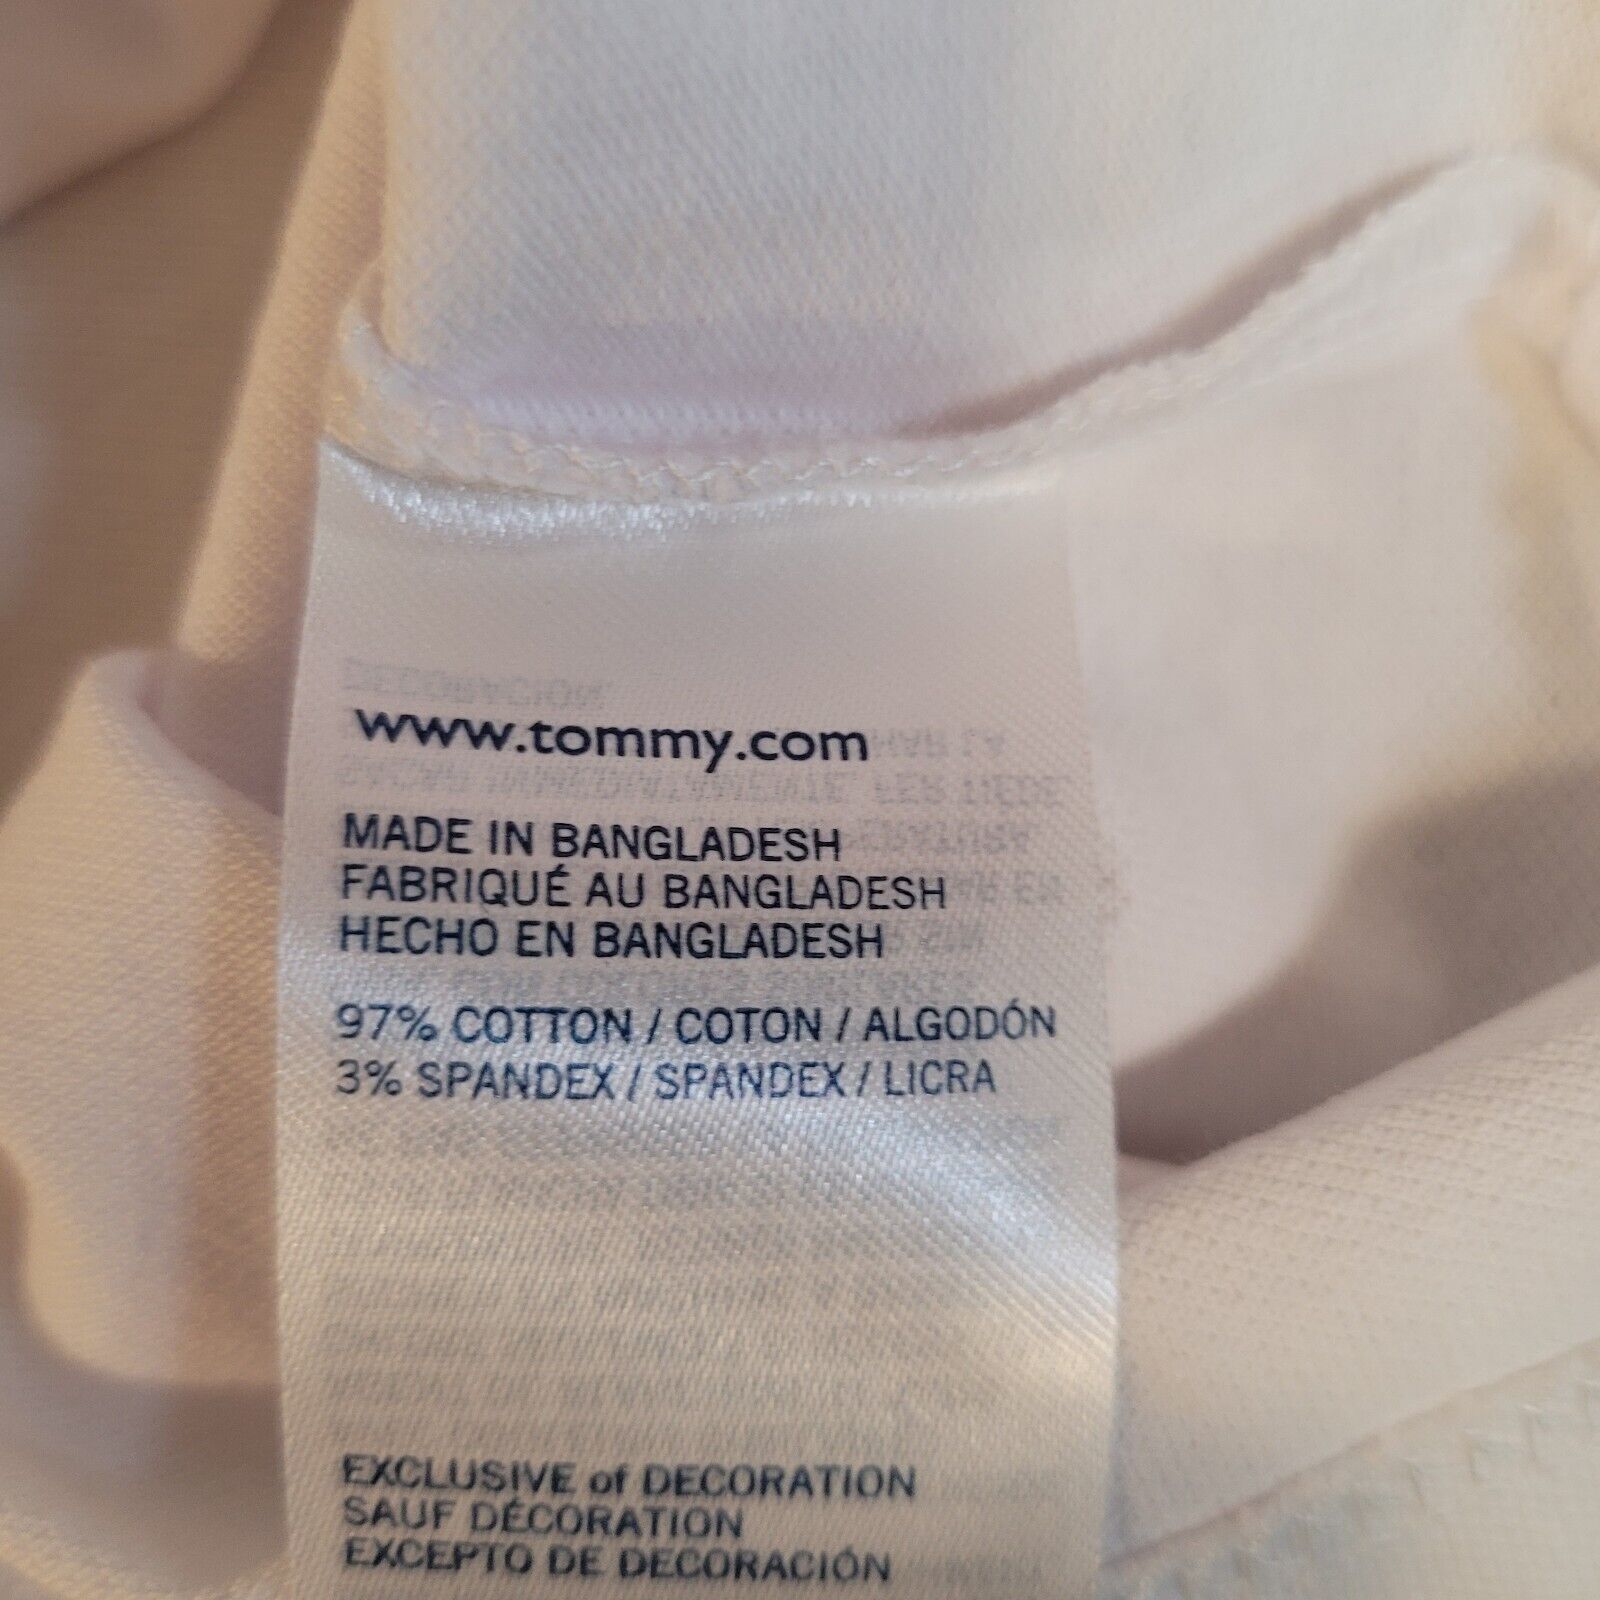 www.tommy.com
MADE IN BANGLADESH
FABRIQUÉ AU BANGLADESH
HECHO EN BANGLADESH
97% COTTON / COTON / ALGODÓN
3% SPANDEX / SPANDEX / LICRA
EXCLUSIVE of DECORATION
SAUF DÉCORATION
EXCEPTO DE DECORACIÓN